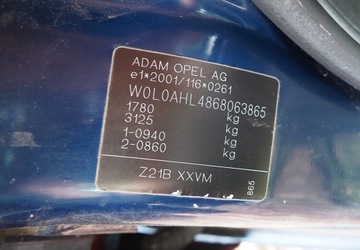 ADAM OPEL AG
e1*2001/116*0261
W0L0AHL4868063865
1780 kg
3125 kg
1-0940 kg
2-0860 kg
Z21B XXVM
865